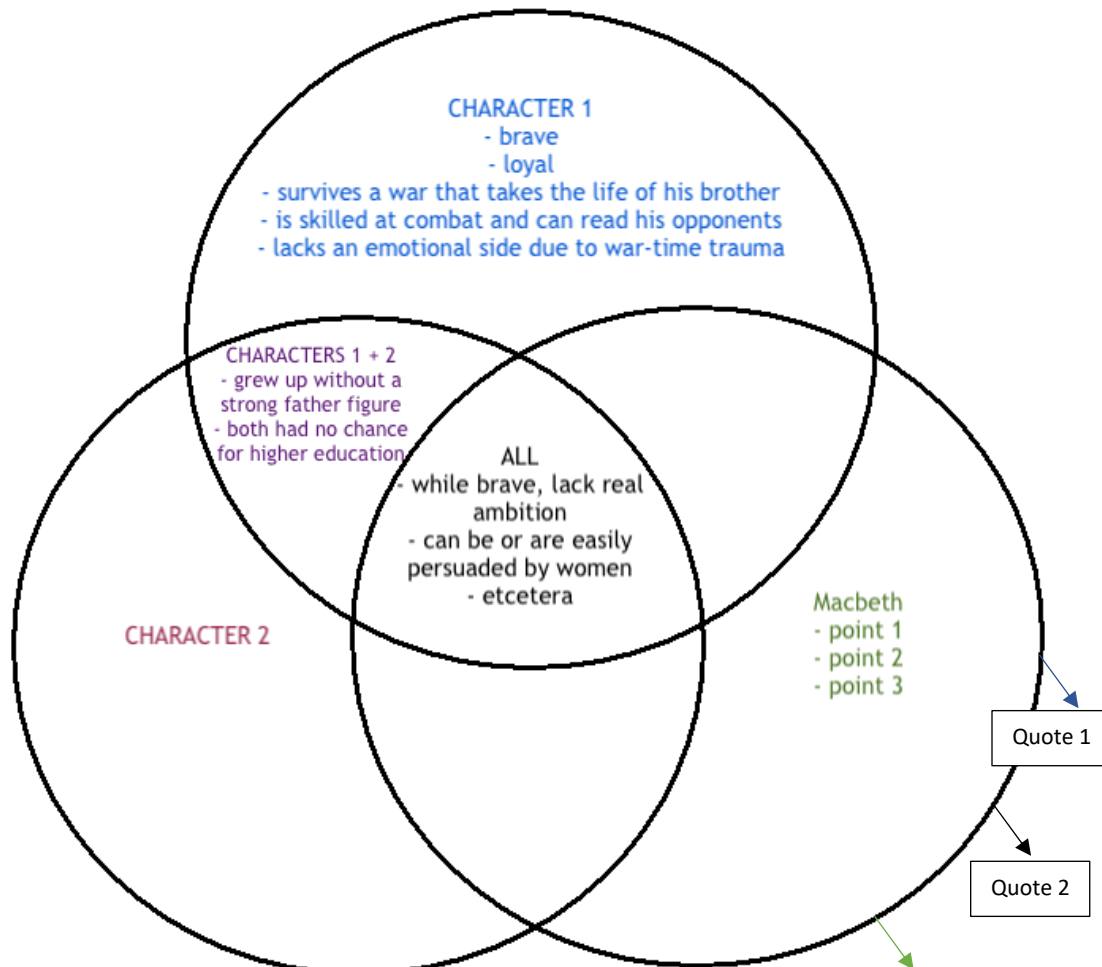 CHARACTER 1
- brave
- loyal
- survives a war that takes the life of his brother
- is skilled at combat and can read his opponents
- lacks an emotional side due to war-time trauma
CHARACTERS 1 + 2
- grew up without a
strong father figure
- both had no chance
for higher education
ALL
- while brave, lack real
ambition
- can be or are easily
persuaded by women
- etcetera
CHARACTER 2
Macbeth
- point 1
- point 2
- point 3
Quote 1
Quote 2